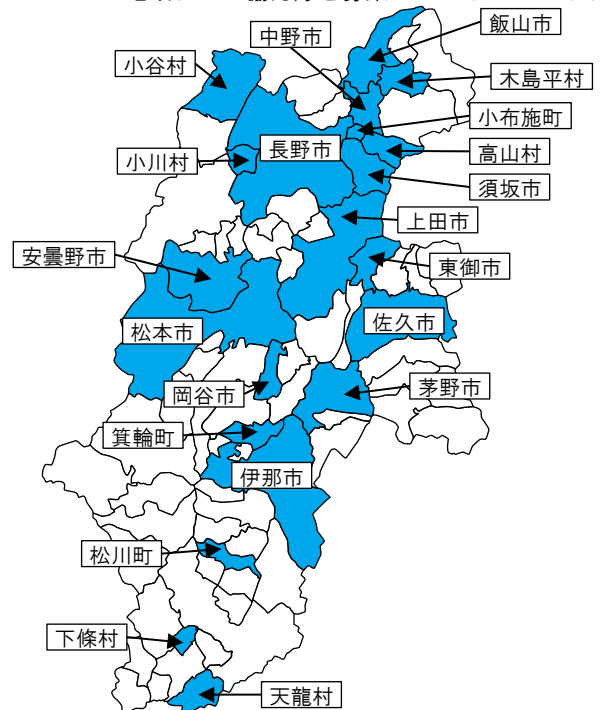 飯山市
中野市
小谷村
木島平村
小布施町
長野市
高山村
小川村
須坂市
上田市
安曇野市
東御市
松本市
佐久市
岡谷市
茅野市
箕輪町
伊那市
松川町
下條村
天龍村